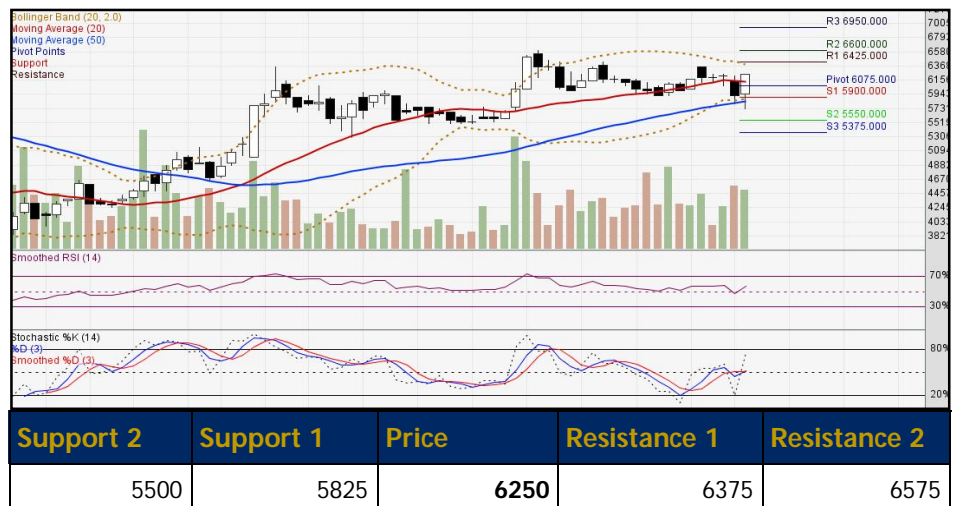 Bollinger Band (20, 2.0)
Moving Average (20)
Moving Average (50)
Pivot Points
Support
Resistance
R3 6950.000
R2 6600.000
R1 6425.000
Pivot 6075.000
S1 5900.000
S2 5550.000
S3 5375.000
7005
6792
6580
6368
6156
5943
5731
5519
5306
5094
4882
4670
4457
4245
4033
3821
Smoothed RSI (14)
70%
30%
Stochastic %K (14)
%D (3)
Smoothed %D (3)
80%
20%
Support 2 Support 1 Price Resistance 1 Resistance 2
5500 5825 6250 6375 6575